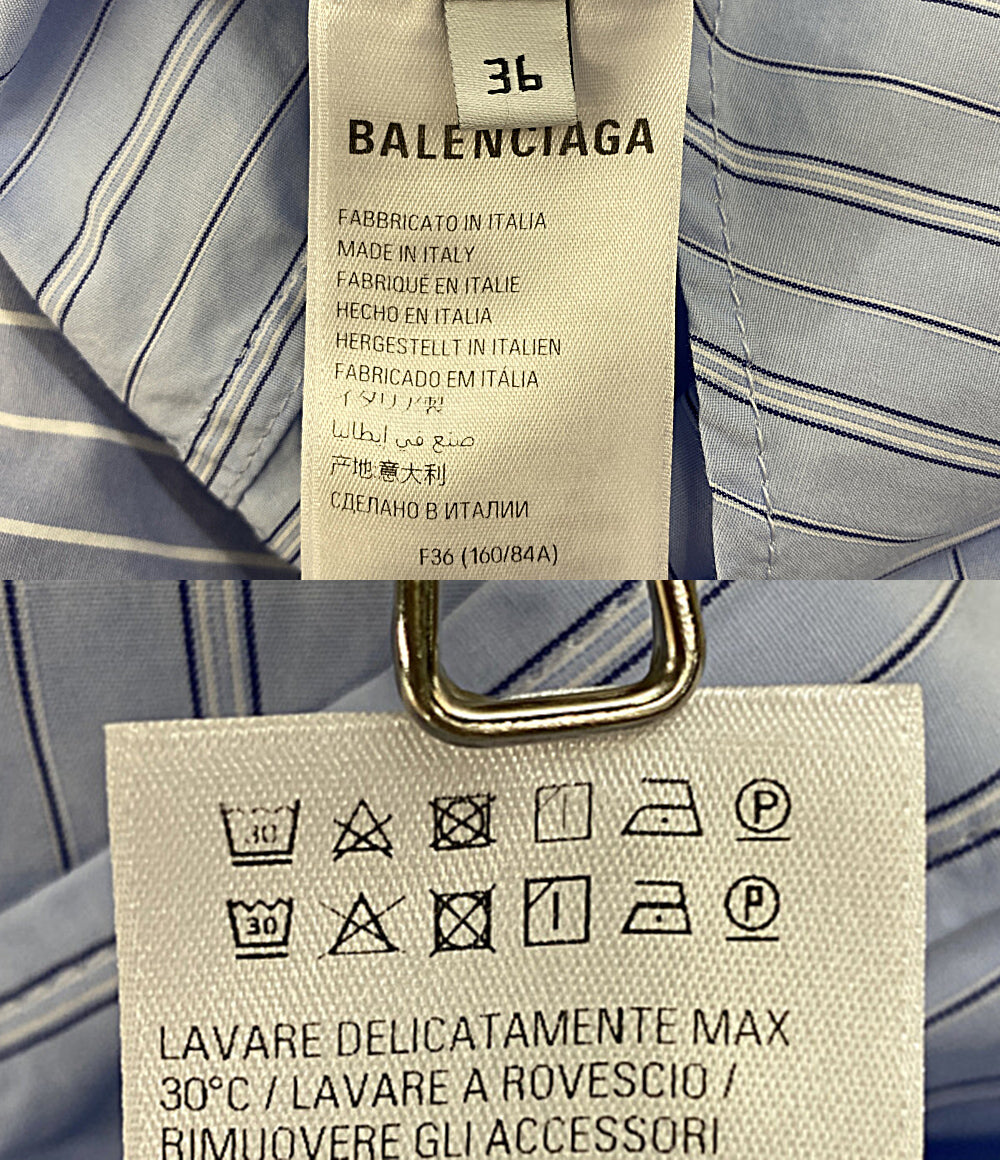 36
BALENCIAGA
FABBRICATO IN ITALIA
MADE IN ITALY
FABRIQUÉ EN ITALIE
HECHO EN ITALIA
HERGESTELLT IN ITALIEN
FABRICADO EM ITÁLIA
イタリア製
صنع في ايطاليا
产地:意大利
СДЕЛАНО В ИТАЛИИ
F36 (160/84A)
30 P
30 P
LAVARE DELICATAMENTE MAX
30°C / LAVARE A ROVESCIO /
RIMUOVERE GLI ACCESSORI